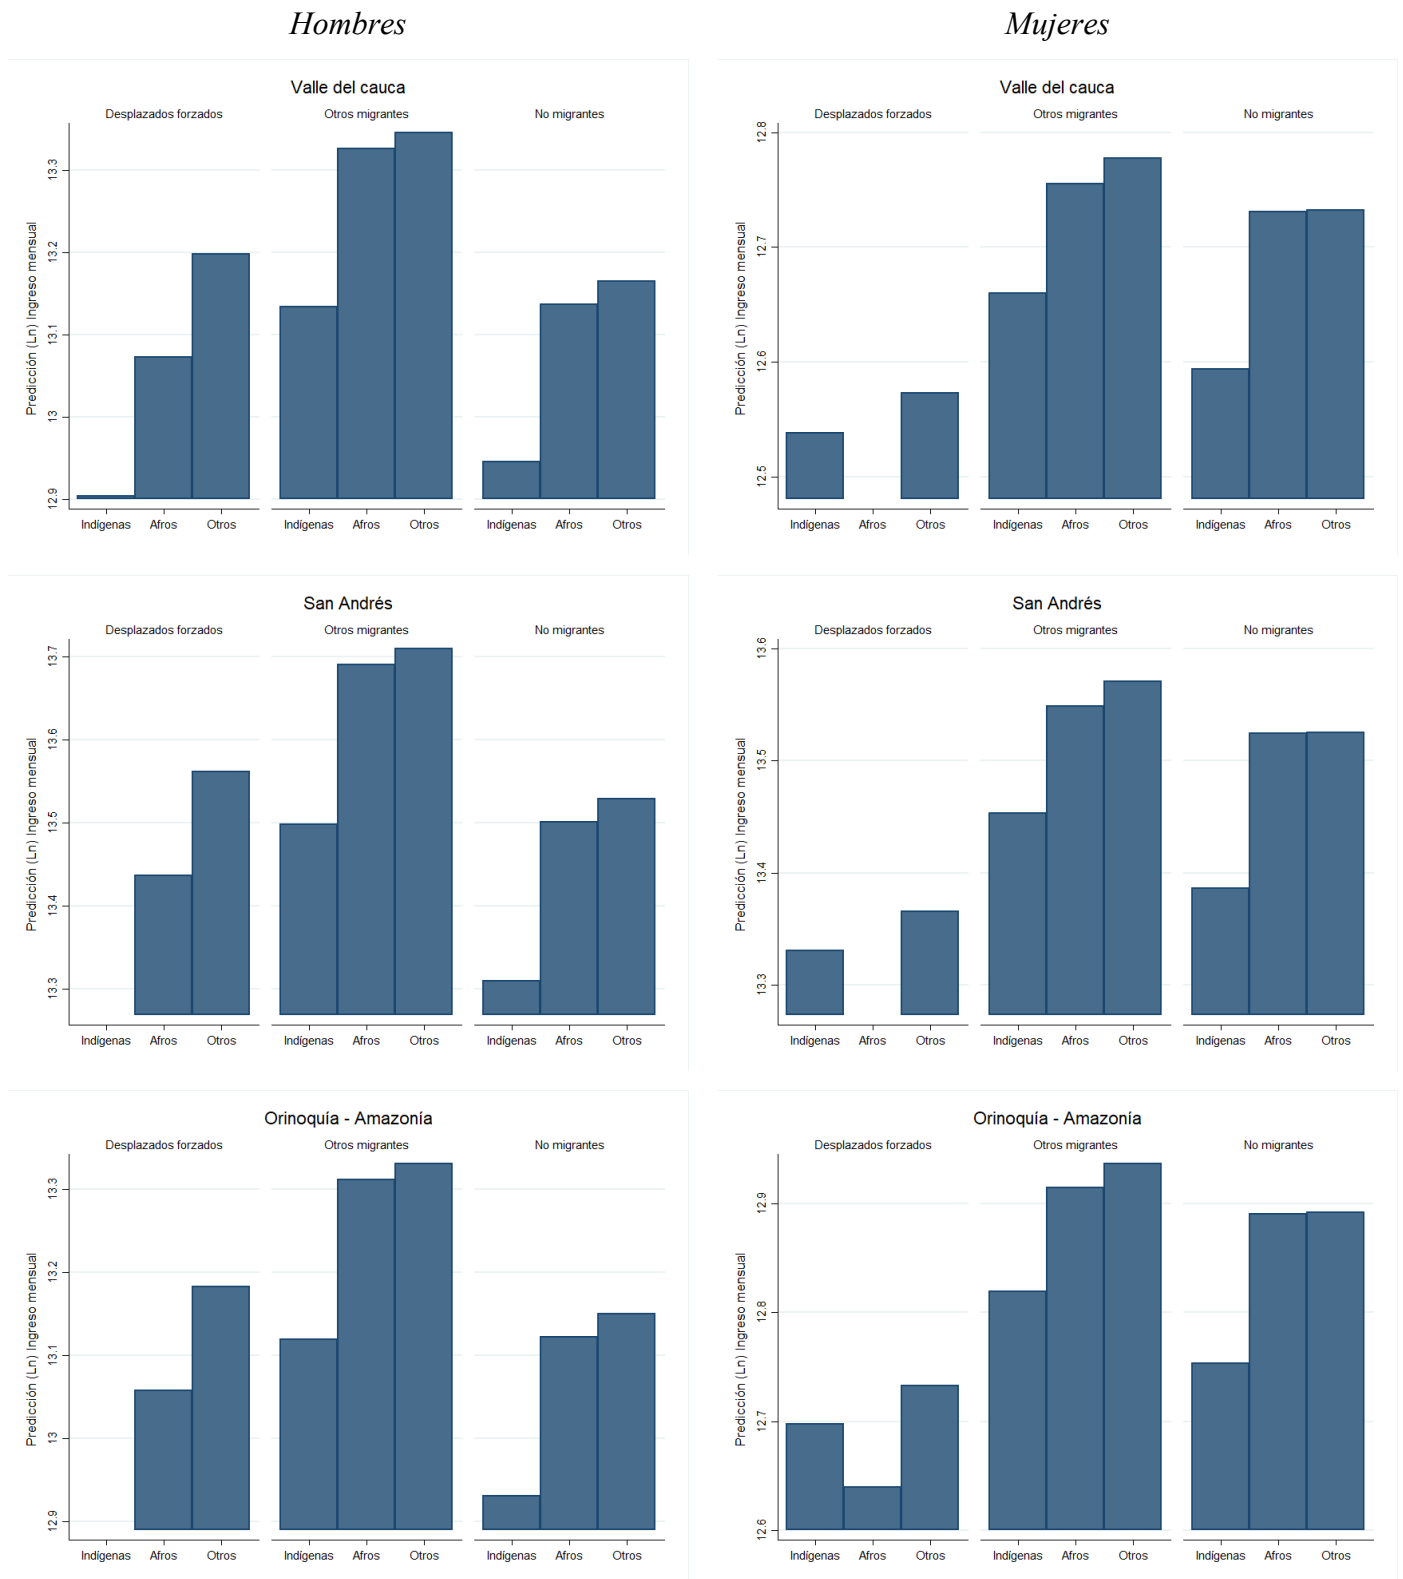 Hombres
Mujeres
Valle del cauca
Desplazados forzados Otros migrantes No migrantes
Predicción (Ln) Ingreso mensual
13.3
13.2
13.1
13
12.9
Indígenas Afros Otros Indígenas Afros Otros Indígenas Afros Otros
Valle del cauca
Desplazados forzados Otros migrantes No migrantes
Predicción (Ln) Ingreso mensual
12.8
12.7
12.6
12.5
Indígenas Afros Otros Indígenas Afros Otros Indígenas Afros Otros
San Andrés
Desplazados forzados Otros migrantes No migrantes
Predicción (Ln) Ingreso mensual
13.7
13.6
13.5
13.4
13.3
Indígenas Afros Otros Indígenas Afros Otros Indígenas Afros Otros
San Andrés
Desplazados forzados Otros migrantes No migrantes
Predicción (Ln) Ingreso mensual
13.6
13.5
13.4
13.3
Indígenas Afros Otros Indígenas Afros Otros Indígenas Afros Otros
Orinoquía - Amazonía
Desplazados forzados Otros migrantes No migrantes
Predicción (Ln) Ingreso mensual
13.3
13.2
13.1
13
12.9
Indígenas Afros Otros Indígenas Afros Otros Indígenas Afros Otros
Orinoquía - Amazonía
Desplazados forzados Otros migrantes No migrantes
Predicción (Ln) Ingreso mensual
12.9
12.8
12.7
12.6
Indígenas Afros Otros Indígenas Afros Otros Indígenas Afros Otros